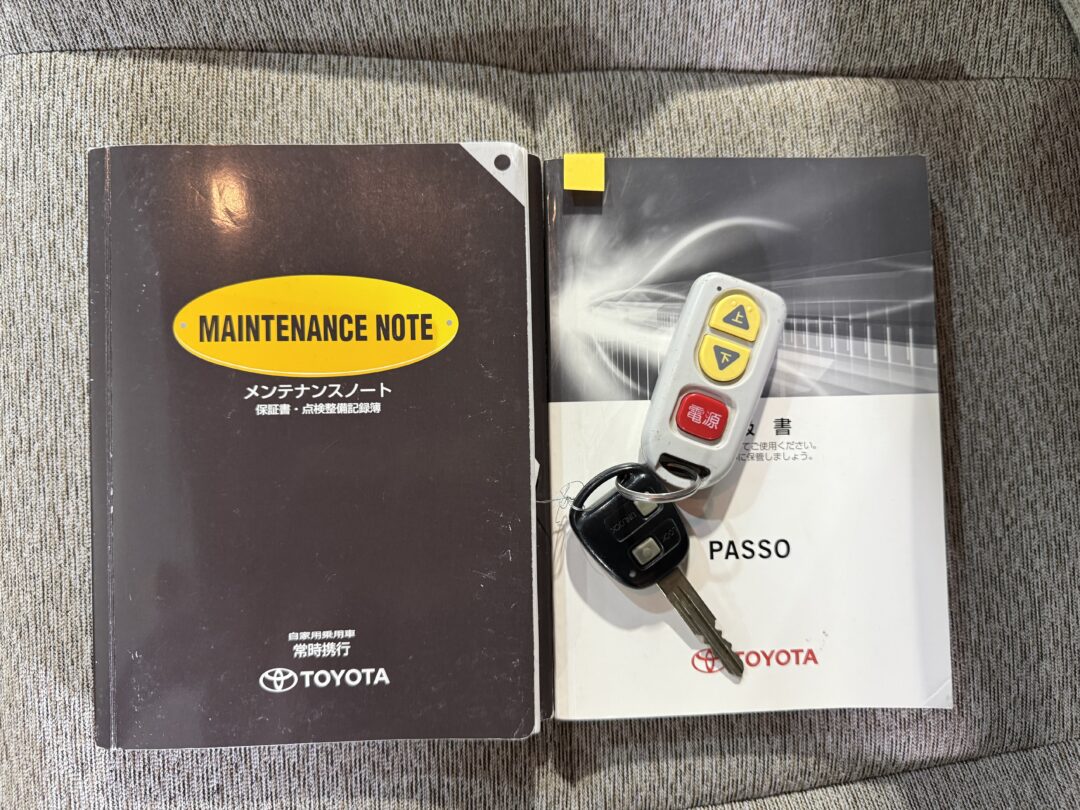 MAINTENANCE NOTE
メンテナンスノート
保証書・点検整備記録簿
自家用乗用車
常時携行
TOYOTA
上
下
電源
書
てご使用ください。
に保管しましょう。
LOCK
PASSO
TOYOTA